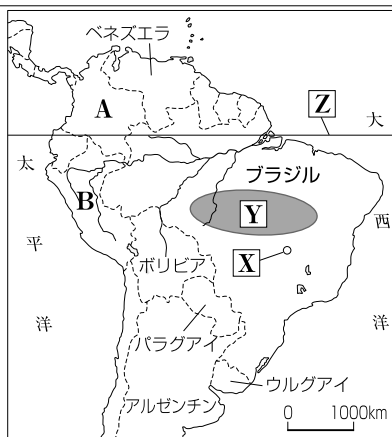 ベネズエラ
A
Z
大
太
ブラジル
B
Y
西
平
ボリビア
X
洋
パラグアイ
洋
ウルグアイ
アルゼンチン
0 1000km